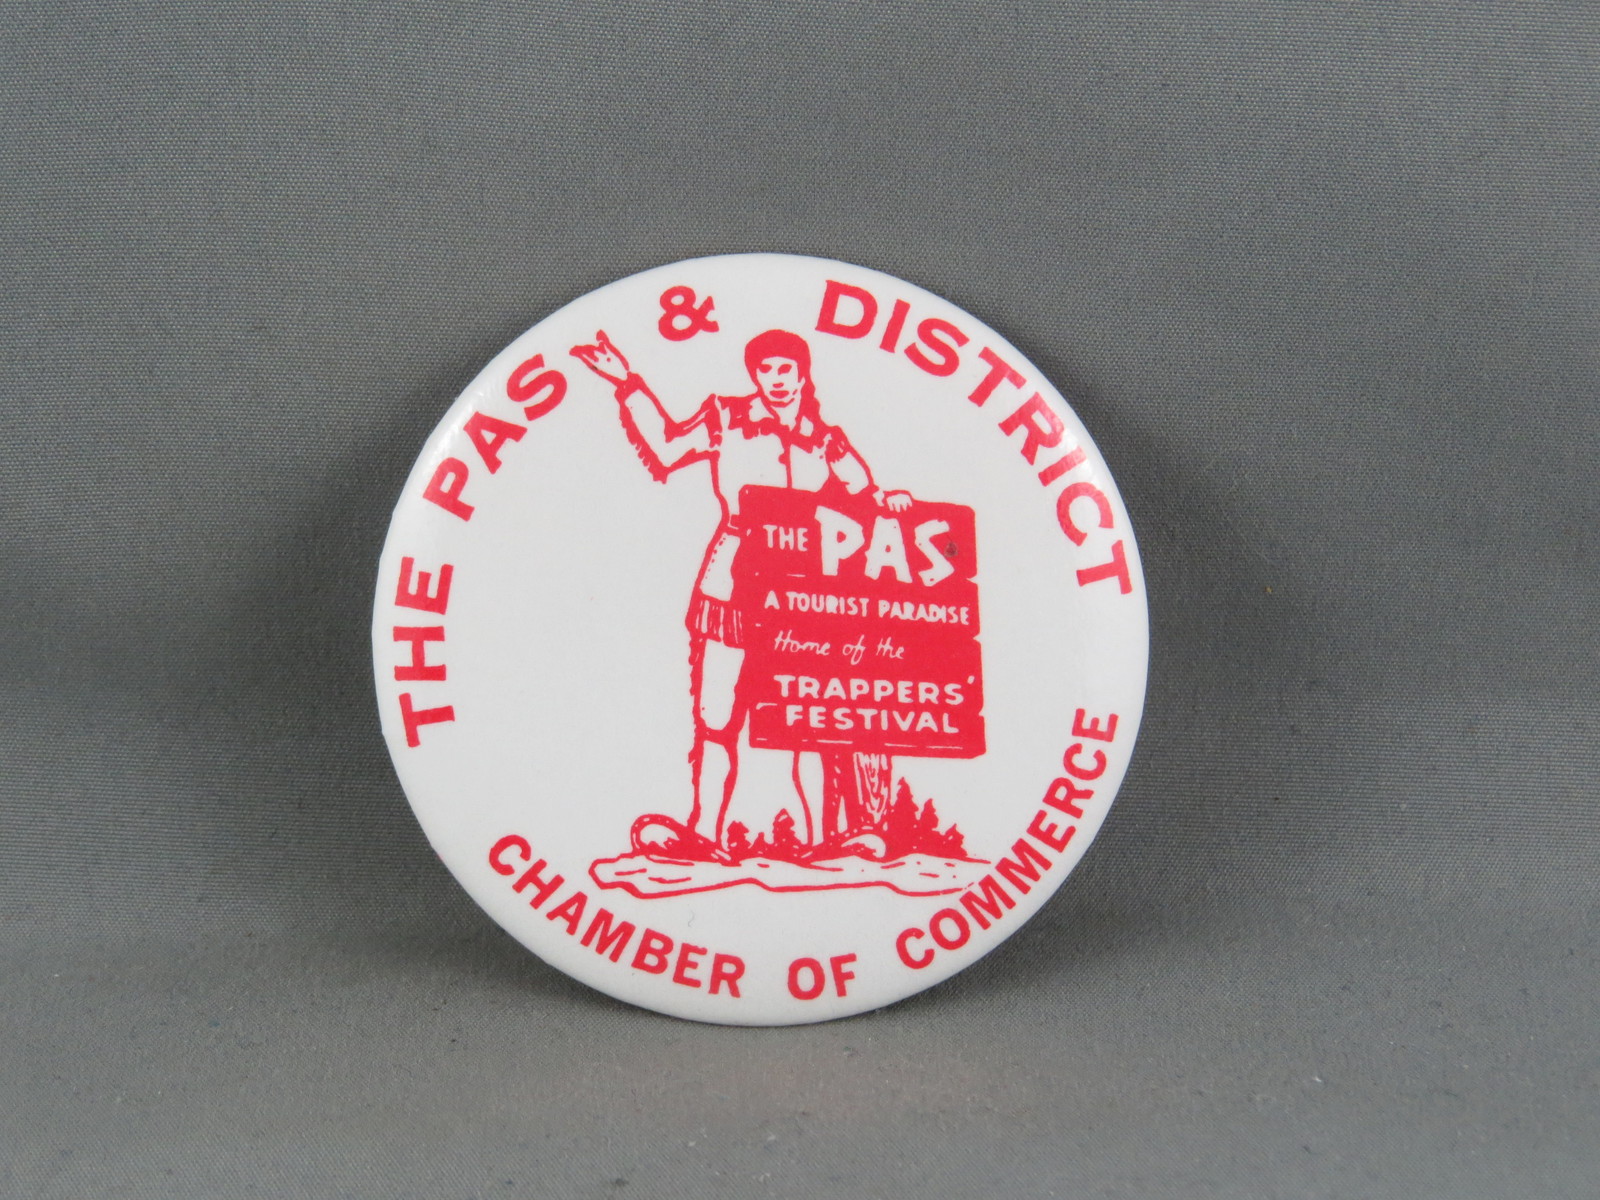 THE PAS & DISTRICT
THE PAS
A TOURIST PARADISE
Home of the
TRAPPERS'
FESTIVAL
CHAMBER OF COMMERCE